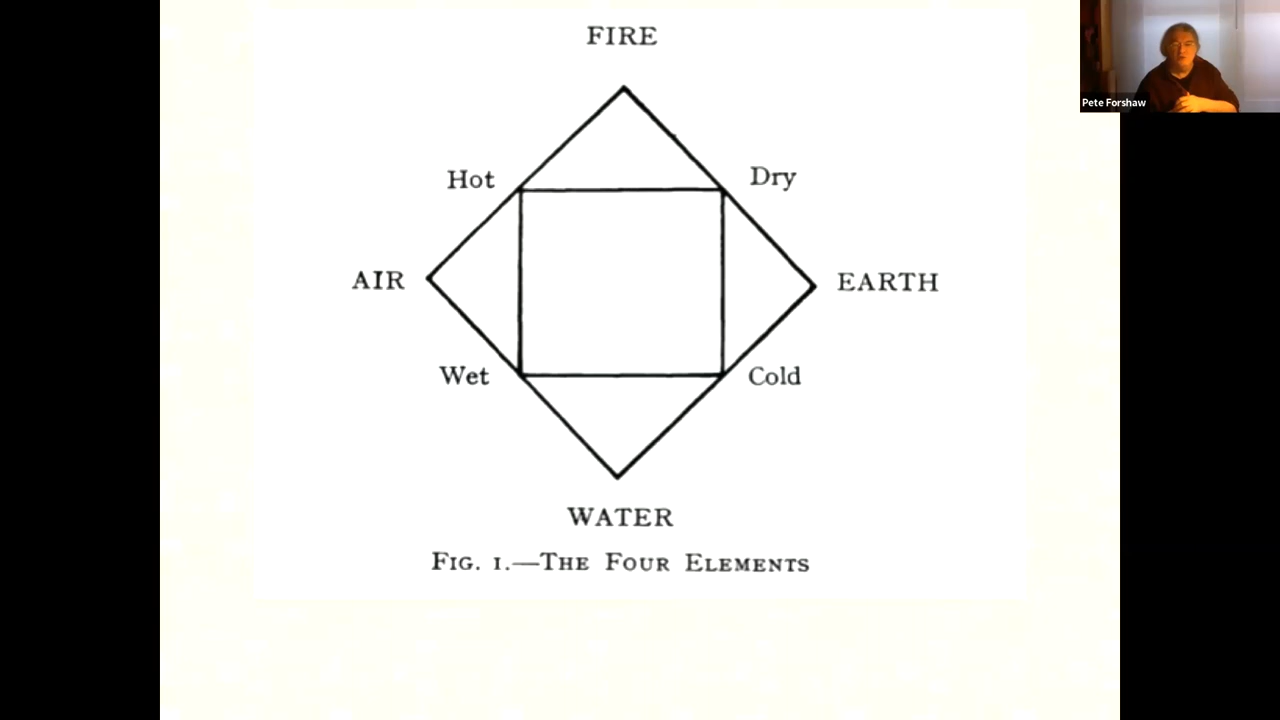 FIRE
Pete Forshaw
Hot
Dry
AIR
EARTH
Wet
Cold
WATER
Fig. 1.—The Four Elements